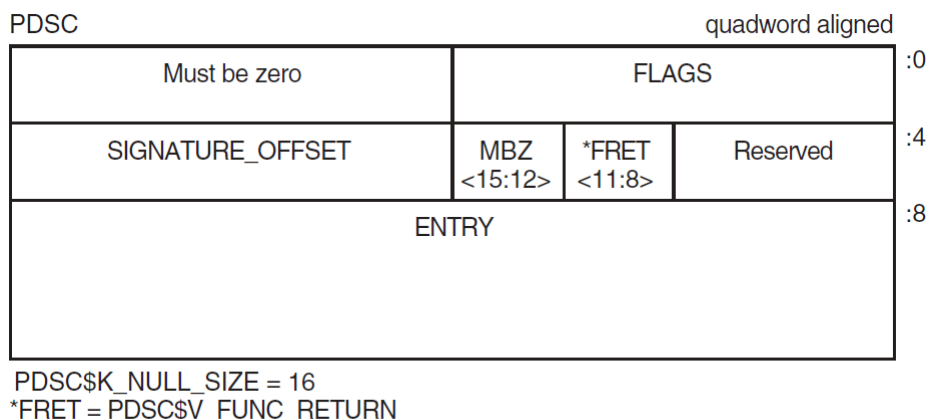 PDSC quadword aligned
Must be zero FLAGS :0
SIGNATURE_OFFSET MBZ *FRET Reserved :4
<15:12> <11:8>
ENTRY :8
PDSC$K_NULL_SIZE = 16
*FRET = PDSC$V_FUNC_RETURN